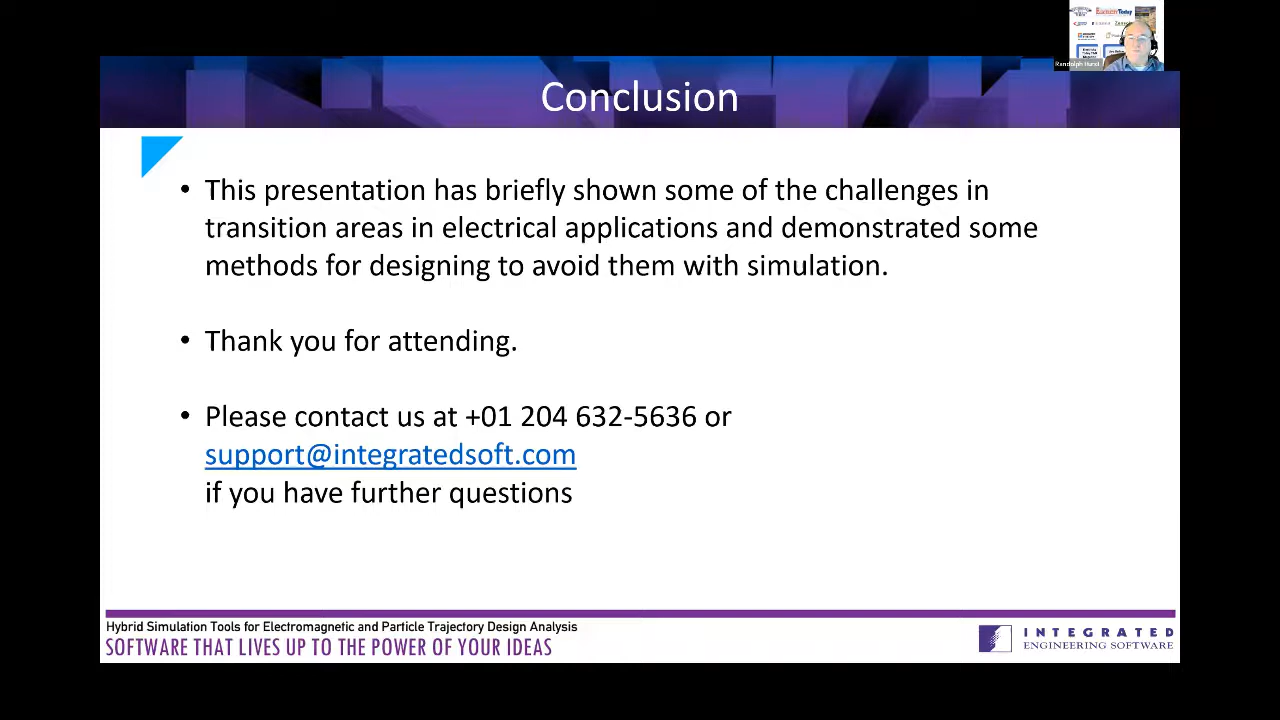 Randolph Hurst
Conclusion
• This presentation has briefly shown some of the challenges in
transition areas in electrical applications and demonstrated some
methods for designing to avoid them with simulation.
• Thank you for attending.
• Please contact us at +01 204 632-5636 or
support@integratedsoft.com
if you have further questions
Hybrid Simulation Tools for Electromagnetic and Particle Trajectory Design Analysis
SOFTWARE THAT LIVES UP TO THE POWER OF YOUR IDEAS
INTEGRATED
ENGINEERING SOFTWARE